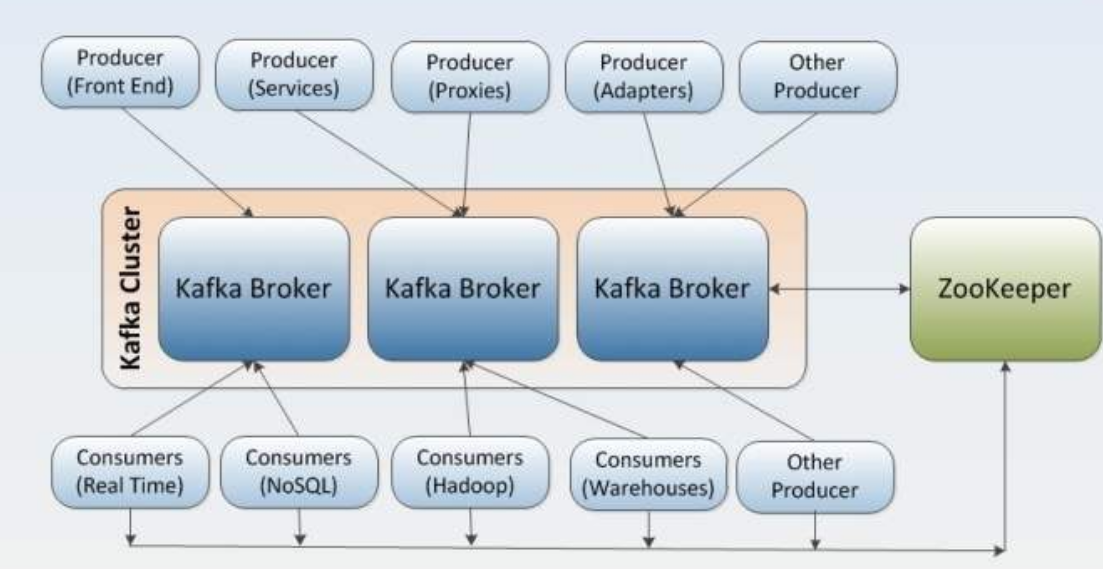 Producer
(Front End)
Producer
(Services)
Producer
(Proxies)
Producer
(Adapters)
Other
Producer
Kafka Cluster
Kafka Broker
Kafka Broker
Kafka Broker
ZooKeeper
Consumers
(Real Time)
Consumers
(NoSQL)
Consumers
(Hadoop)
Consumers
(Warehouses)
Other
Producer